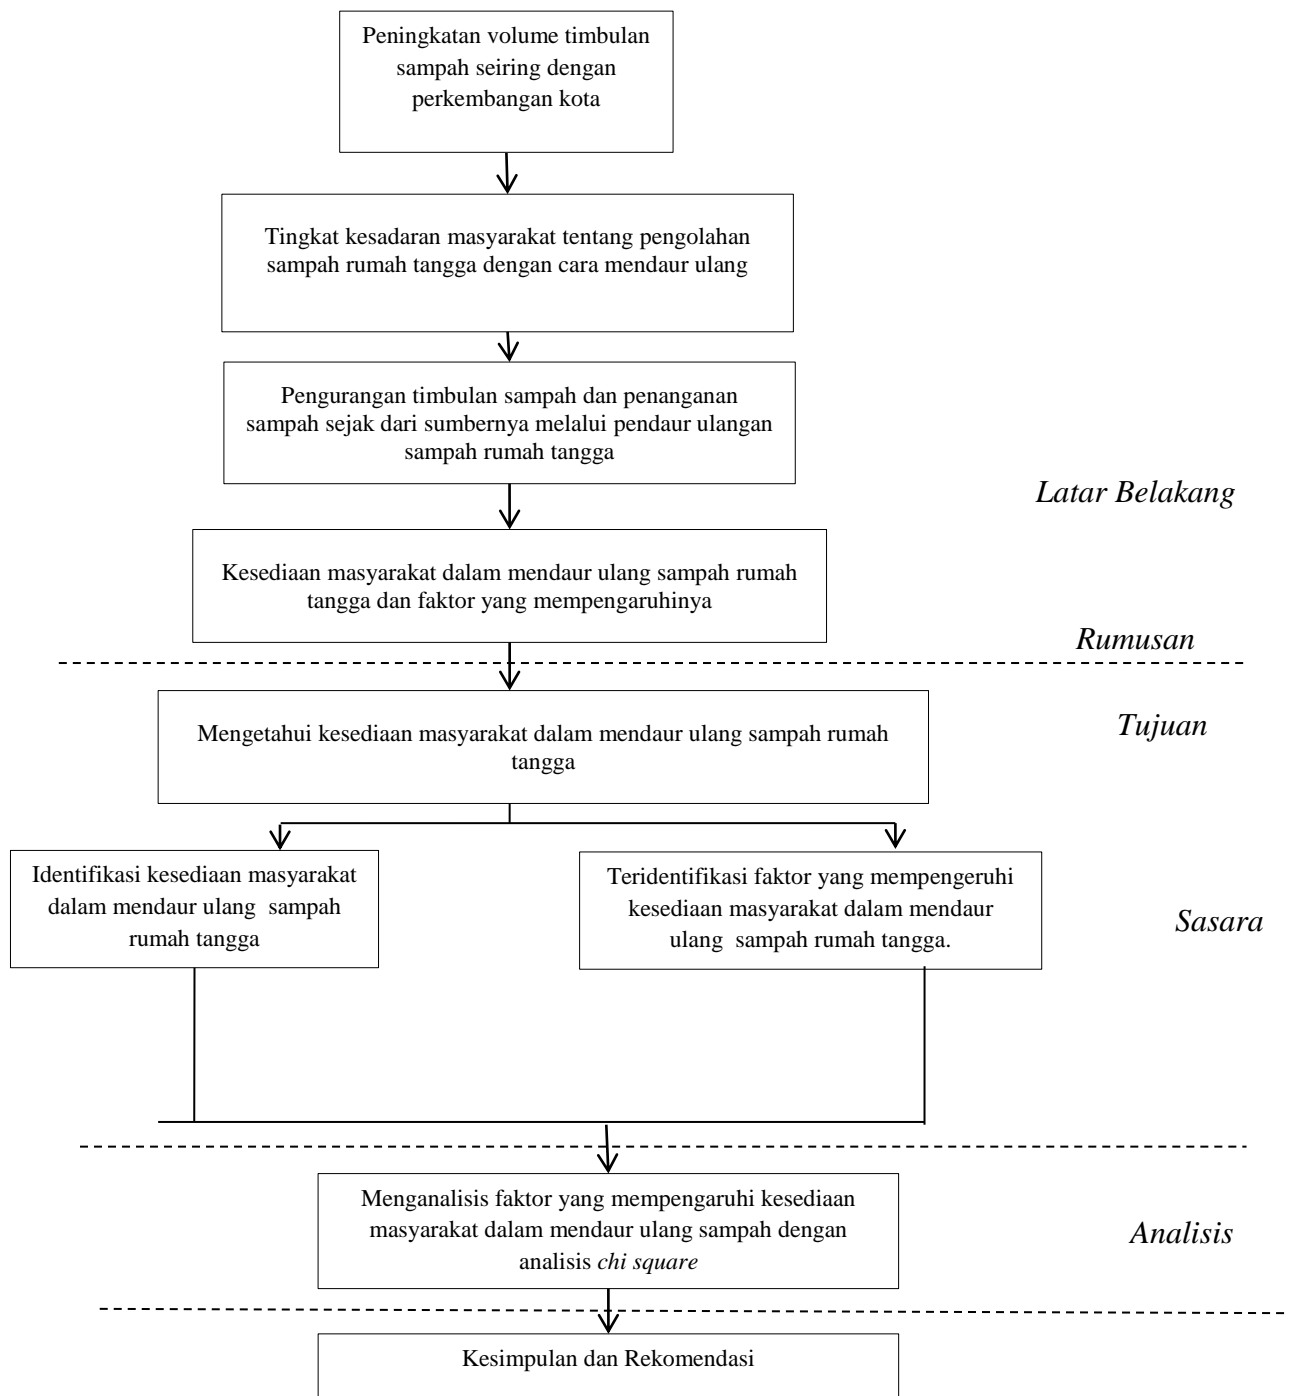 Peningkatan volume timbulan
sampah seiring dengan
perkembangan kota
Tingkat kesadaran masyarakat tentang pengolahan
sampah rumah tangga dengan cara mendaur ulang
Pengurangan timbulan sampah dan penanganan
sampah sejak dari sumbernya melalui pendaur ulangan
sampah rumah tangga
Latar Belakang
Kesediaan masyarakat dalam mendaur ulang sampah rumah
tangga dan faktor yang mempengaruhinya
Rumusan
Mengetahui kesediaan masyarakat dalam mendaur ulang sampah rumah
tangga
Tujuan
Identifikasi kesediaan masyarakat
dalam mendaur ulang  sampah
rumah tangga
Teridentifikasi faktor yang mempengeruhi
kesediaan masyarakat dalam mendaur
ulang  sampah rumah tangga.
Sasara
Menganalisis faktor yang mempengaruhi kesediaan
masyarakat dalam mendaur ulang sampah dengan
analisis chi square
Analisis
Kesimpulan dan Rekomendasi